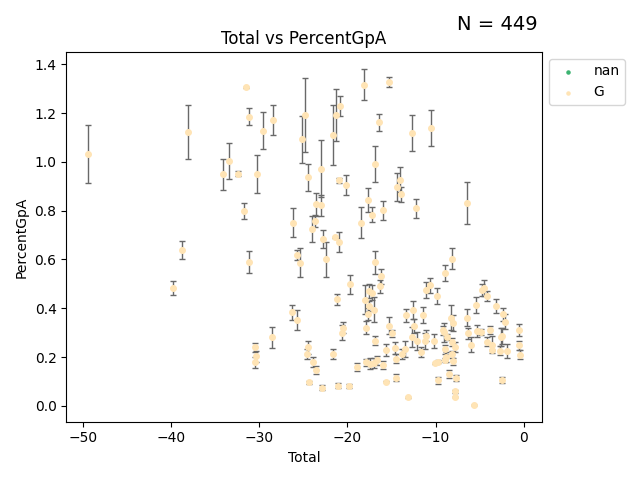 N = 449
Total vs PercentGpA
nan
G
PercentGpA
1.4
1.2
1.0
0.8
0.6
0.4
0.2
0.0
−50 −40 −30 −20 −10 0
Total